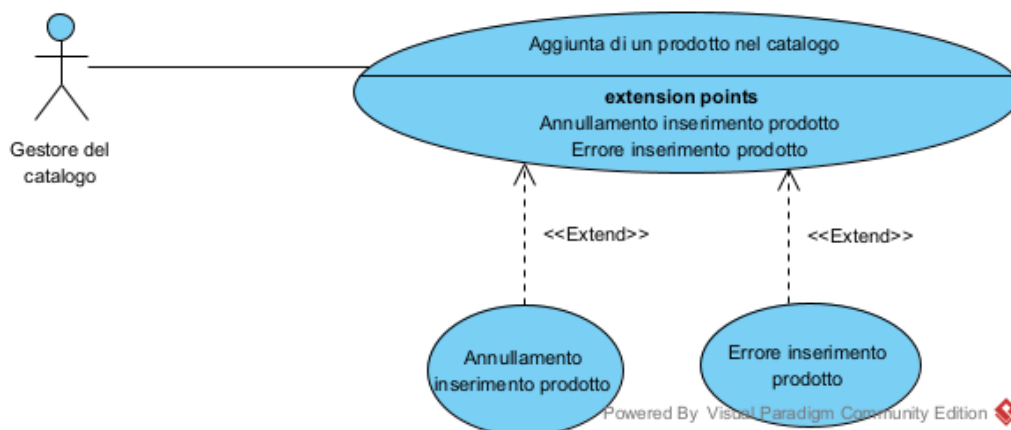 Aggiunta di un prodotto nel catalogo
extension points
Annullamento inserimento prodotto
Errore inserimento prodotto
Gestore del
catalogo
<<Extend>>
<<Extend>>
Annullamento
inserimento prodotto
Errore inserimento
prodotto
Powered By Visual Paradigm Community Edition